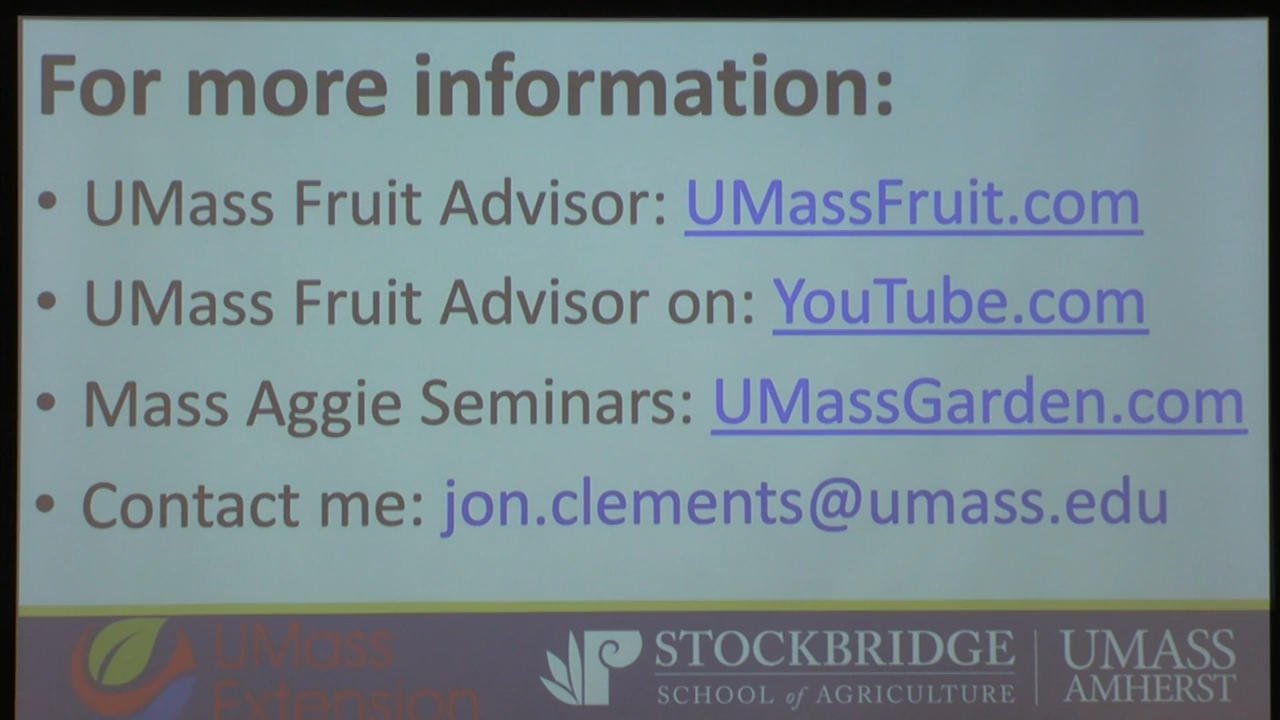 For more information:
• UMass Fruit Advisor: UMassFruit.com
• UMass Fruit Advisor on: YouTube.com
• Mass Aggie Seminars: UMassGarden.com
• Contact me: jon.clements@umass.edu
UMass
Extension
STOCKBRIDGE
SCHOOL of AGRICULTURE
UMASS
AMHERST